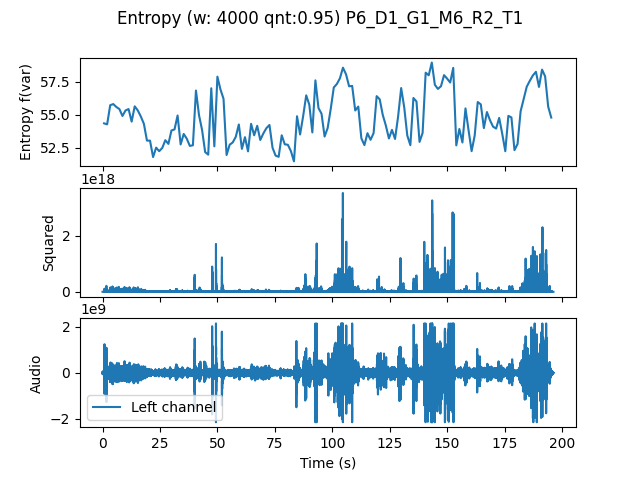 Entropy (w: 4000 qnt:0.95) P6_D1_G1_M6_R2_T1
Entropy f(var)
57.5
55.0
52.5
1e18
Squared
2
0
1e9
Audio
2
0
−2
Left channel
0
25
50
75
100
125
150
175
200
Time (s)